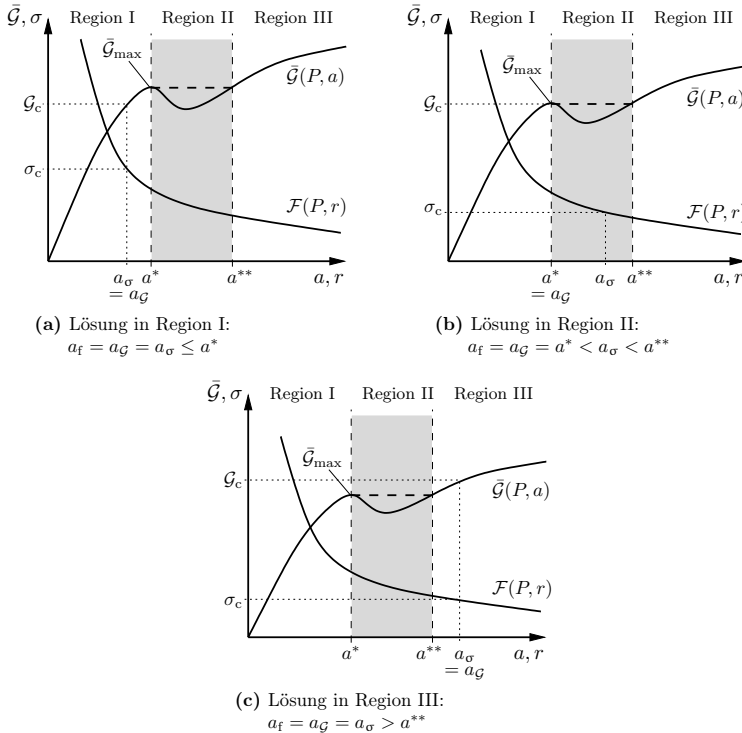 Region I Region II Region III
𝒢̄, σ
𝒢̄max
𝒢̄(P, a)
𝒢c
σc
ℱ(P, r)
aσ a* a** a, r
= a𝒢
(a) Lösung in Region I:
af = a𝒢 = aσ ≤ a*
Region I Region II Region III
𝒢̄, σ
𝒢̄max
𝒢̄(P, a)
𝒢c
σc
ℱ(P, r)
a* aσ a** a, r
= a𝒢
(b) Lösung in Region II:
af = a𝒢 = a* < aσ < a**
Region I Region II Region III
𝒢̄, σ
𝒢̄max
𝒢c
𝒢̄(P, a)
ℱ(P, r)
σc
a* a** aσ a, r
= a𝒢
(c) Lösung in Region III:
af = a𝒢 = aσ > a**